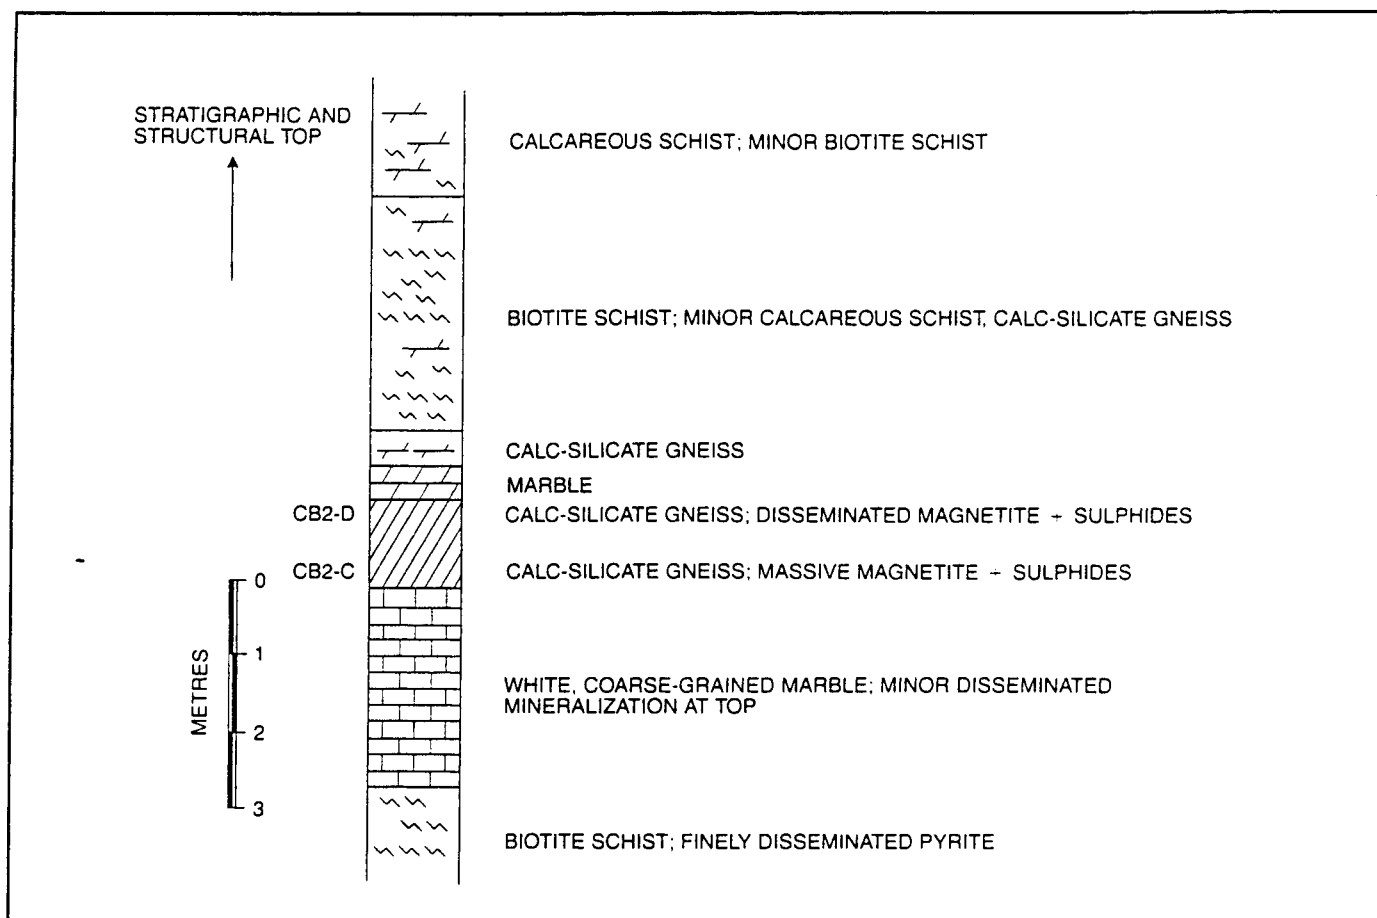 STRATIGRAPHIC AND
STRUCTURAL TOP
CALCAREOUS SCHIST; MINOR BIOTITE SCHIST
BIOTITE SCHIST; MINOR CALCAREOUS SCHIST, CALC-SILICATE GNEISS
CALC-SILICATE GNEISS
MARBLE
CB2-D CALC-SILICATE GNEISS; DISSEMINATED MAGNETITE + SULPHIDES
CB2-C CALC-SILICATE GNEISS; MASSIVE MAGNETITE + SULPHIDES
0
1
2
3
METRES
WHITE, COARSE-GRAINED MARBLE; MINOR DISSEMINATED
MINERALIZATION AT TOP
BIOTITE SCHIST; FINELY DISSEMINATED PYRITE